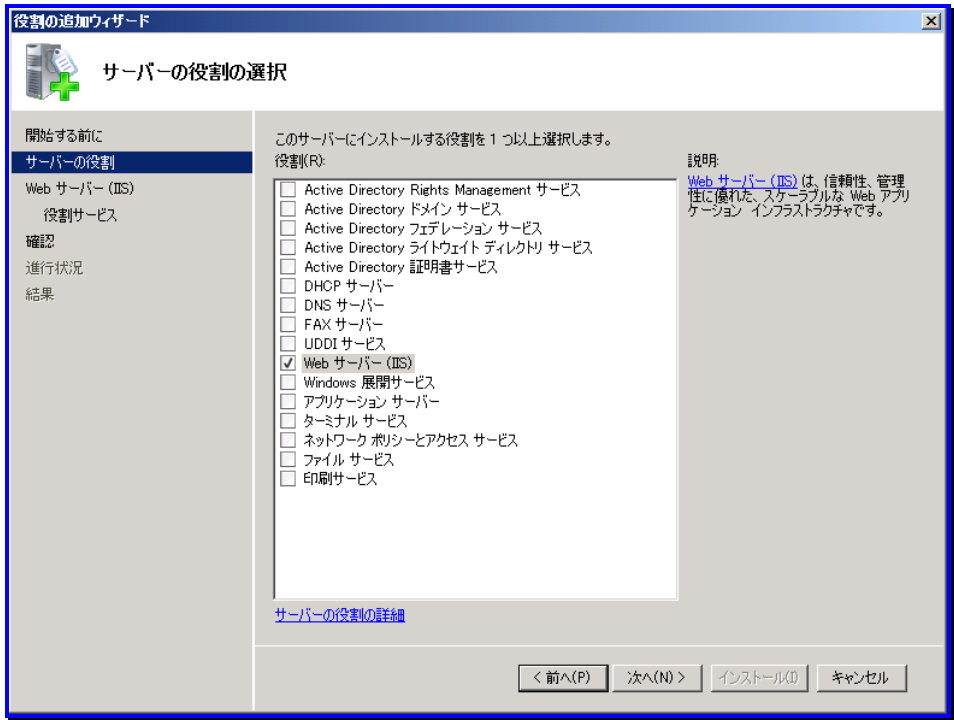 役割の追加ウィザード
サーバーの役割の選択
開始する前に
サーバーの役割
Web サーバー (IIS)
役割サービス
確認
進行状況
結果
このサーバーにインストールする役割を 1 つ以上選択します。
役割(R):
Active Directory Rights Management サービス
Active Directory ドメイン サービス
Active Directory フェデレーション サービス
Active Directory ライトウェイト ディレクトリ サービス
Active Directory 証明書サービス
DHCP サーバー
DNS サーバー
FAX サーバー
UDDI サービス
Web サーバー (IIS)
Windows 展開サービス
アプリケーション サーバー
ターミナル サービス
ネットワーク ポリシーとアクセス サービス
ファイル サービス
印刷サービス
サーバーの役割の詳細
説明:
Web サーバー (IIS) は、信頼性、管理
性に優れた、スケーラブルな Web アプリ
ケーション インフラストラクチャです。
< 前へ(P)
次へ(N) >
インストール(I)
キャンセル